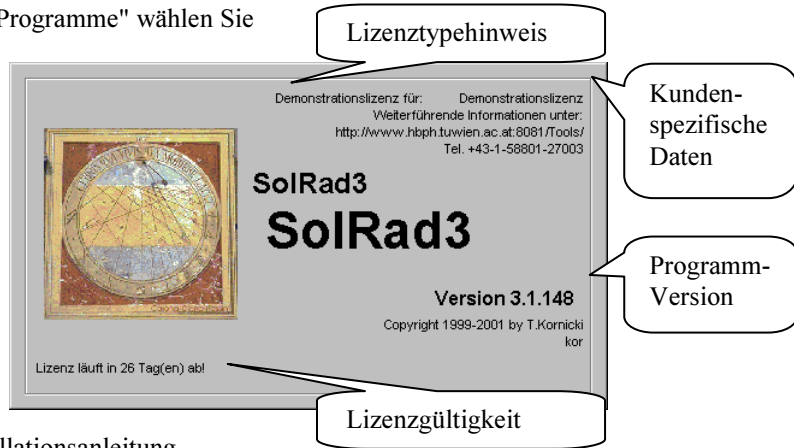 Programme" wählen Sie
Lizenztypehinweis
Demonstrationslizenz für: Demonstrationslizenz
Weiterführende Informationen unter:
http://www.hbph.tuwien.ac.at:8081/Tools/
Tel. +43-1-58801-27003
Kunden-
spezifische
Daten
SolRad3
SolRad3
Programm-
Version
Version 3.1.148
Copyright 1999-2001 by T.Kornicki
kor
Lizenz läuft in 26 Tag(en) ab!
Lizenzgültigkeit
llationsanleitung